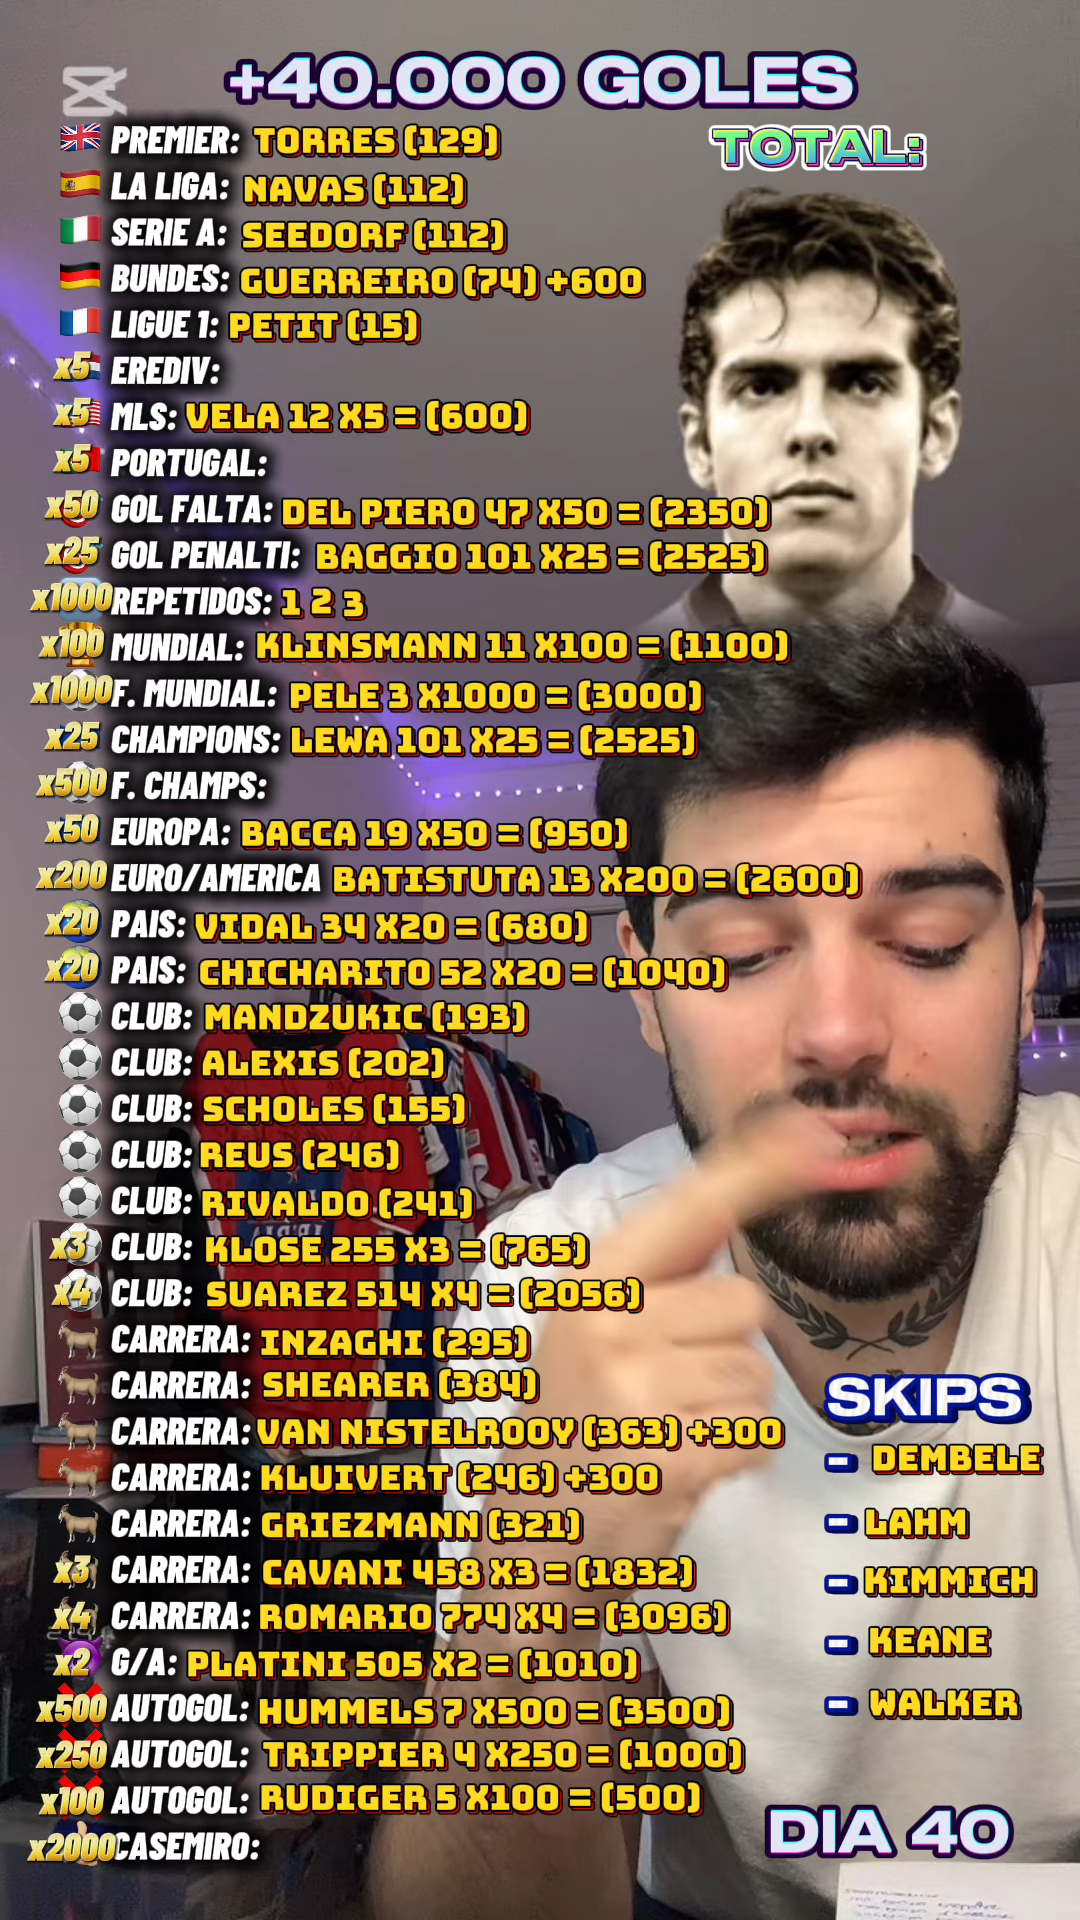 +40.000 GOLES
TOTAL:
PREMIER: TORRES (129)
LA LIGA: NAVAS (112)
SERIE A: SEEDORF (112)
BUNDES: GUERREIRO (74) +600
LIGUE 1: PETIT (15)
x5 EREDIV:
x5 MLS: VELA 12 X5 = (600)
x5 PORTUGAL:
x50 GOL FALTA: DEL PIERO 47 X50 = (2350)
x25 GOL PENALTI: BAGGIO 101 X25 = (2525)
x1000 REPETIDOS: 1 2 3
x100 MUNDIAL: KLINSMANN 11 X100 = (1100)
x1000 F. MUNDIAL: PELE 3 X1000 = (3000)
x25 CHAMPIONS: LEWA 101 X25 = (2525)
x500 F. CHAMPS:
x50 EUROPA: BACCA 19 X50 = (950)
x200 EURO/AMERICA BATISTUTA 13 X200 = (2600)
x20 PAIS: VIDAL 34 X20 = (680)
x20 PAIS: CHICHARITO 52 X20 = (1040)
CLUB: MANDZUKIC (193)
CLUB: ALEXIS (202)
CLUB: SCHOLES (155)
CLUB: REUS (246)
CLUB: RIVALDO (241)
x3 CLUB: KLOSE 255 X3 = (765)
x4 CLUB: SUAREZ 514 X4 = (2056)
CARRERA: INZAGHI (295)
CARRERA: SHEARER (384)
CARRERA: VAN NISTELROOY (363) +300
CARRERA: KLUIVERT (246) +300
CARRERA: GRIEZMANN (321)
x3 CARRERA: CAVANI 458 X3 = (1832)
x4 CARRERA: ROMARIO 774 X4 = (3096)
x2 G/A: PLATINI 505 X2 = (1010)
x500 AUTOGOL: HUMMELS 7 X500 = (3500)
x250 AUTOGOL: TRIPPIER 4 X250 = (1000)
x100 AUTOGOL: RUDIGER 5 X100 = (500)
x2000 CASEMIRO:
SKIPS
- DEMBELE
- LAHM
- KIMMICH
- KEANE
- WALKER
DIA 40